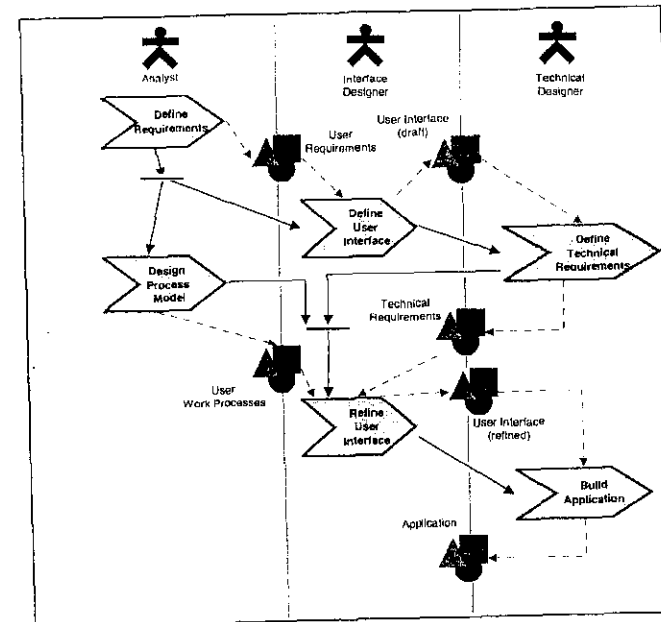 Analyst
Interface
Designer
Technical
Designer
Define
Requirements
User
Requirements
User Interface
(draft)
Define
User
Interface
Define
Technical
Requirements
Design
Process
Model
Technical
Requirements
User
Work Processes
Refine
User
Interface
User Interface
(refined)
Build
Application
Application